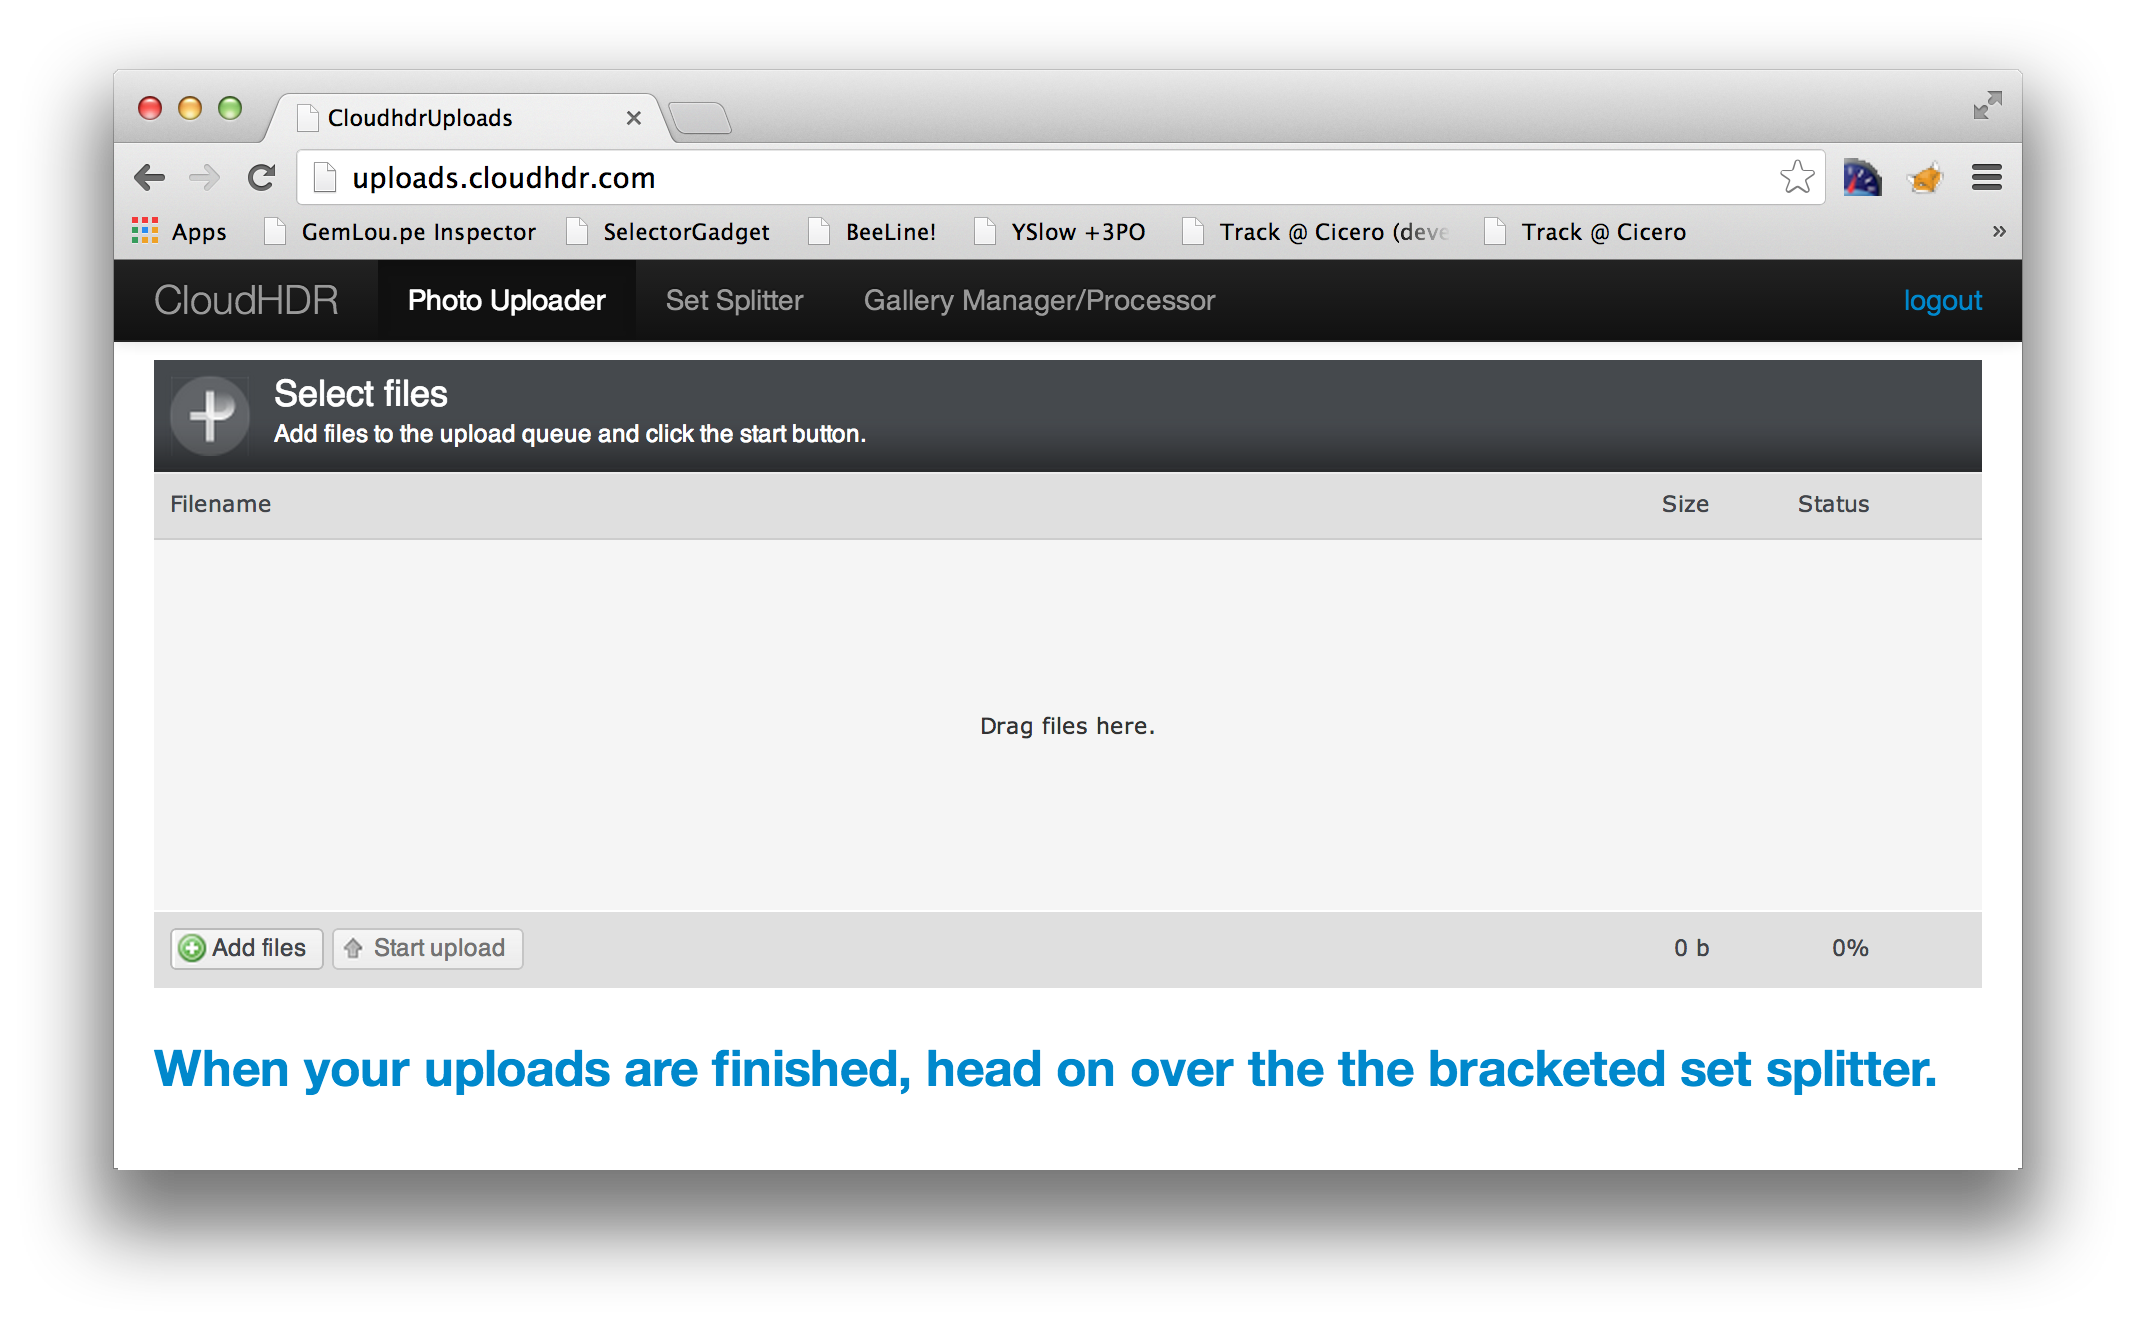 CloudhdrUploads
uploads.cloudhdr.com
Apps GemLou.pe Inspector SelectorGadget BeeLine! YSlow +3PO Track @ Cicero (deve Track @ Cicero »
CloudHDR Photo Uploader Set Splitter Gallery Manager/Processor logout
Select files
Add files to the upload queue and click the start button.
Filename Size Status
Drag files here.
Add files Start upload 0 b 0%
When your uploads are finished, head on over the the bracketed set splitter.